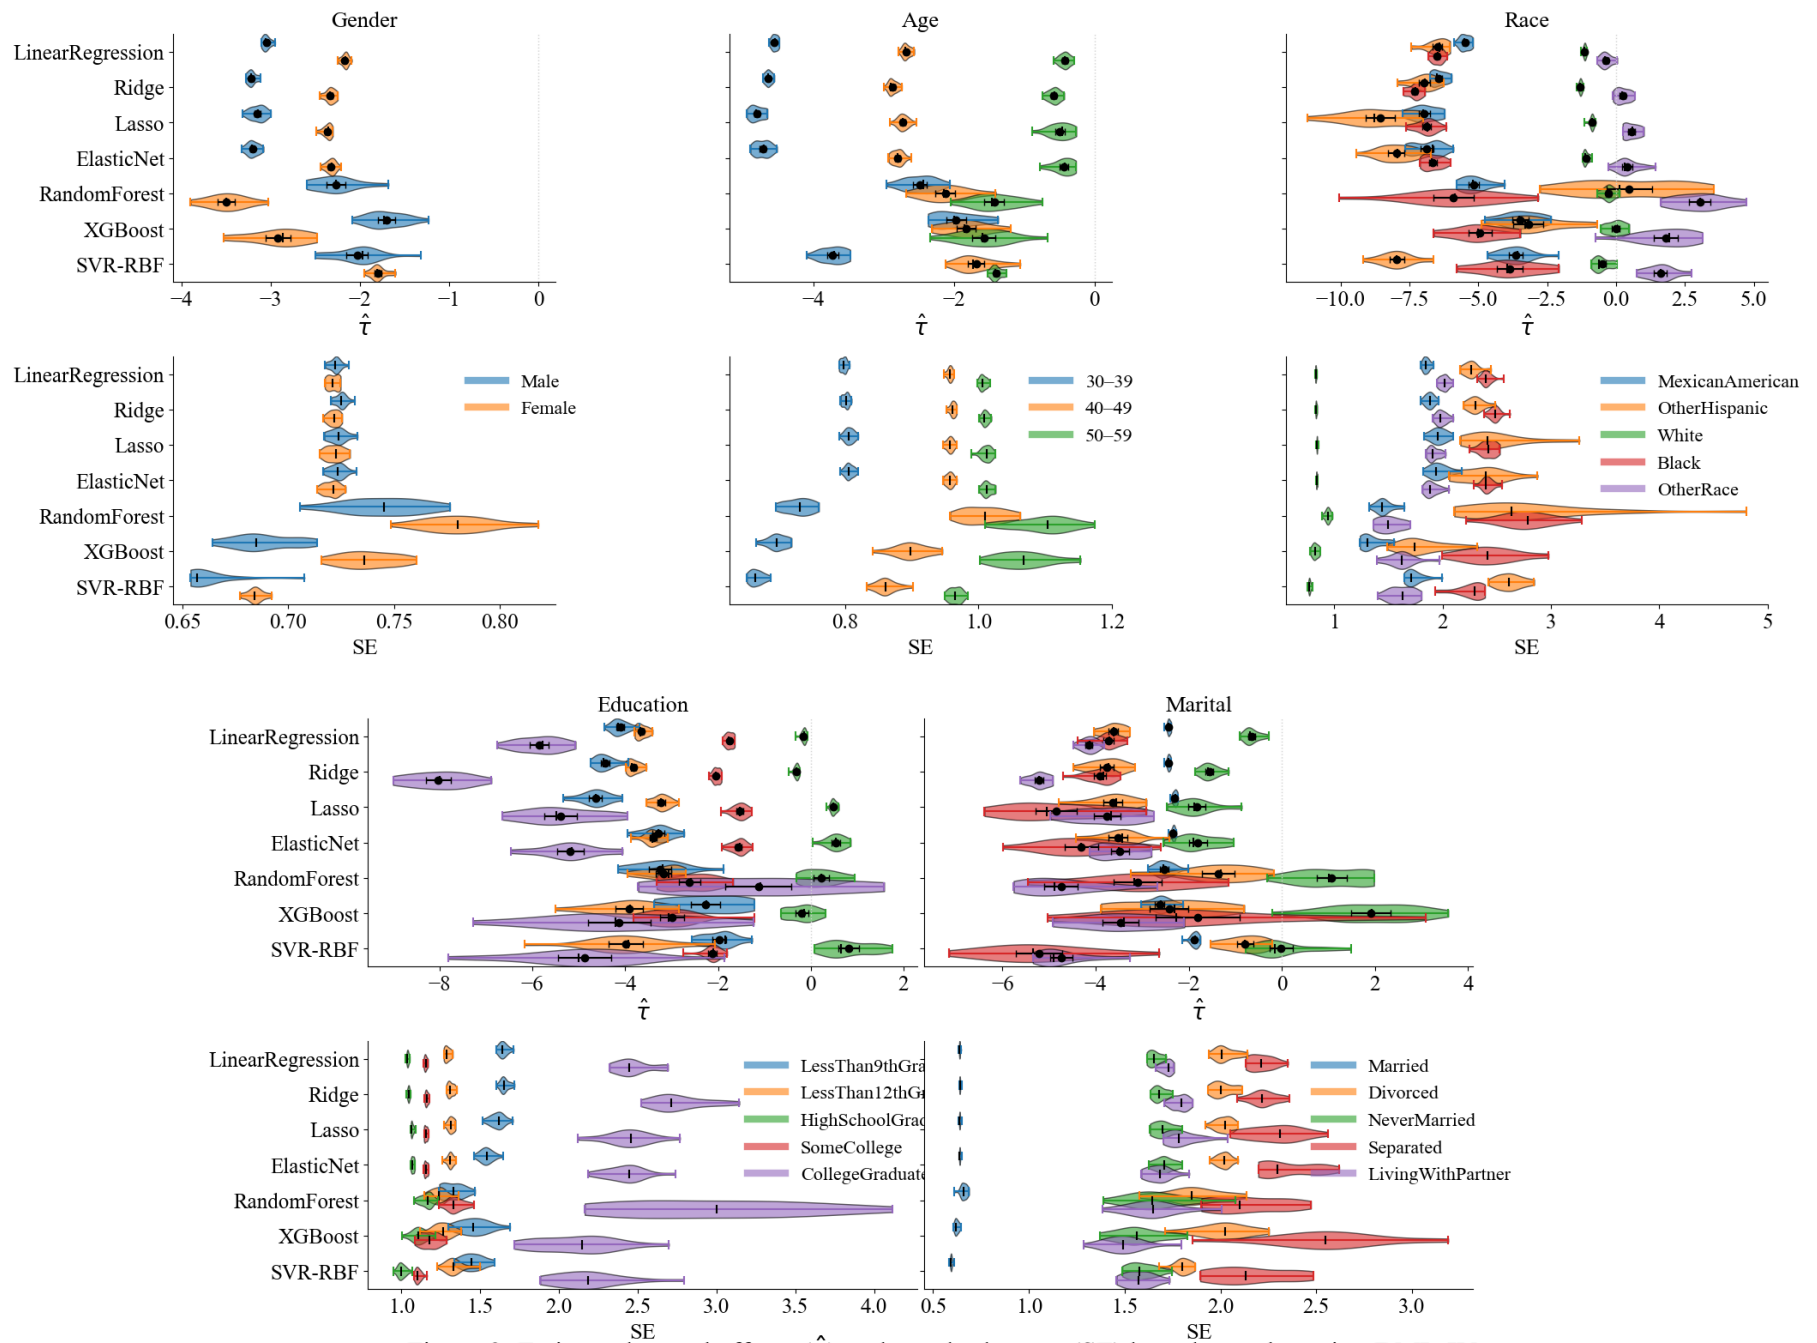 Gender
Age
Race
LinearRegression
Ridge
Lasso
ElasticNet
RandomForest
XGBoost
SVR-RBF
−4 −3 −2 −1 0
−4 −2 0
−10.0 −7.5 −5.0 −2.5 0.0 2.5 5.0
τ̂
τ̂
τ̂
LinearRegression
Ridge
Lasso
ElasticNet
RandomForest
XGBoost
SVR-RBF
Male
Female
30–39
40–49
50–59
MexicanAmerican
OtherHispanic
White
Black
OtherRace
0.65 0.70 0.75 0.80
0.8 1.0 1.2
1 2 3 4 5
SE
SE
SE
Education
Marital
LinearRegression
Ridge
Lasso
ElasticNet
RandomForest
XGBoost
SVR-RBF
−8 −6 −4 −2 0 2
−6 −4 −2 0 2 4
τ̂
τ̂
LinearRegression
Ridge
Lasso
ElasticNet
RandomForest
XGBoost
SVR-RBF
LessThan9thGra
LessThan12thG
HighSchoolGrad
SomeCollege
CollegeGraduate
Married
Divorced
NeverMarried
Separated
LivingWithPartner
1.0 1.5 2.0 2.5 3.0 3.5 4.0
0.5 1.0 1.5 2.0 2.5 3.0
SE
SE